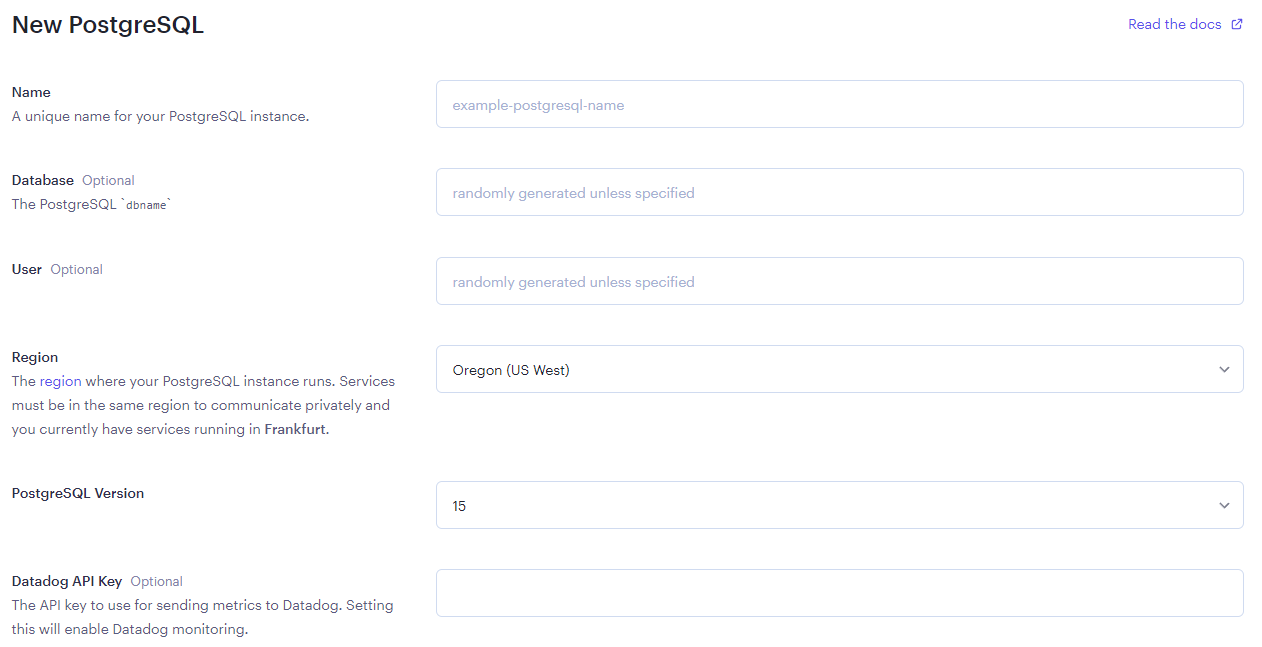 New PostgreSQL
Read the docs
Name
A unique name for your PostgreSQL instance.
example-postgresql-name
Database Optional
The PostgreSQL `dbname`
randomly generated unless specified
User Optional
randomly generated unless specified
Region
The region where your PostgreSQL instance runs. Services
must be in the same region to communicate privately and
you currently have services running in Frankfurt.
Oregon (US West)
PostgreSQL Version
15
Datadog API Key Optional
The API key to use for sending metrics to Datadog. Setting
this will enable Datadog monitoring.